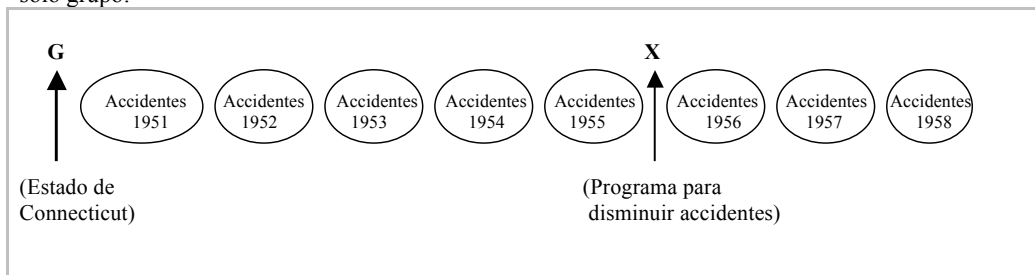 solo grupo.
G X
Accidentes Accidentes Accidentes Accidentes Accidentes Accidentes Accidentes Accidentes
1951 1952 1953 1954 1955 1956 1957 1958
(Estado de (Programa para
Connecticut) disminuir accidentes)